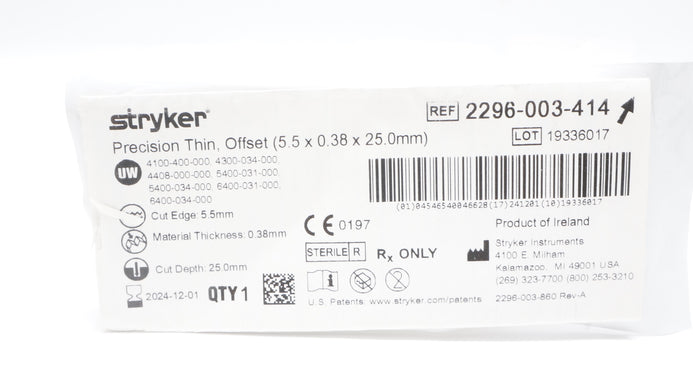 stryker
REF 2296-003-414
Precision Thin, Offset (5.5 x 0.38 x 25.0mm)
LOT 19336017
UW
4100-400-000, 4300-034-000,
4408-000-000, 5400-031-000,
5400-034-000, 6400-031-000,
6400-034-000
(01)04546540046628(17)241201(10)19336017
Cut Edge: 5.5mm
Material Thickness: 0.38mm
Cut Depth: 25.0mm
2024-12-01 QTY 1
CE 0197
STERILE R Rx ONLY
U.S. Patents: www.stryker.com/patents
Product of Ireland
Stryker Instruments
4100 E. Milham
Kalamazoo, MI 49001 USA
(269) 323-7700 (800) 253-3210
2296-003-860 Rev-A